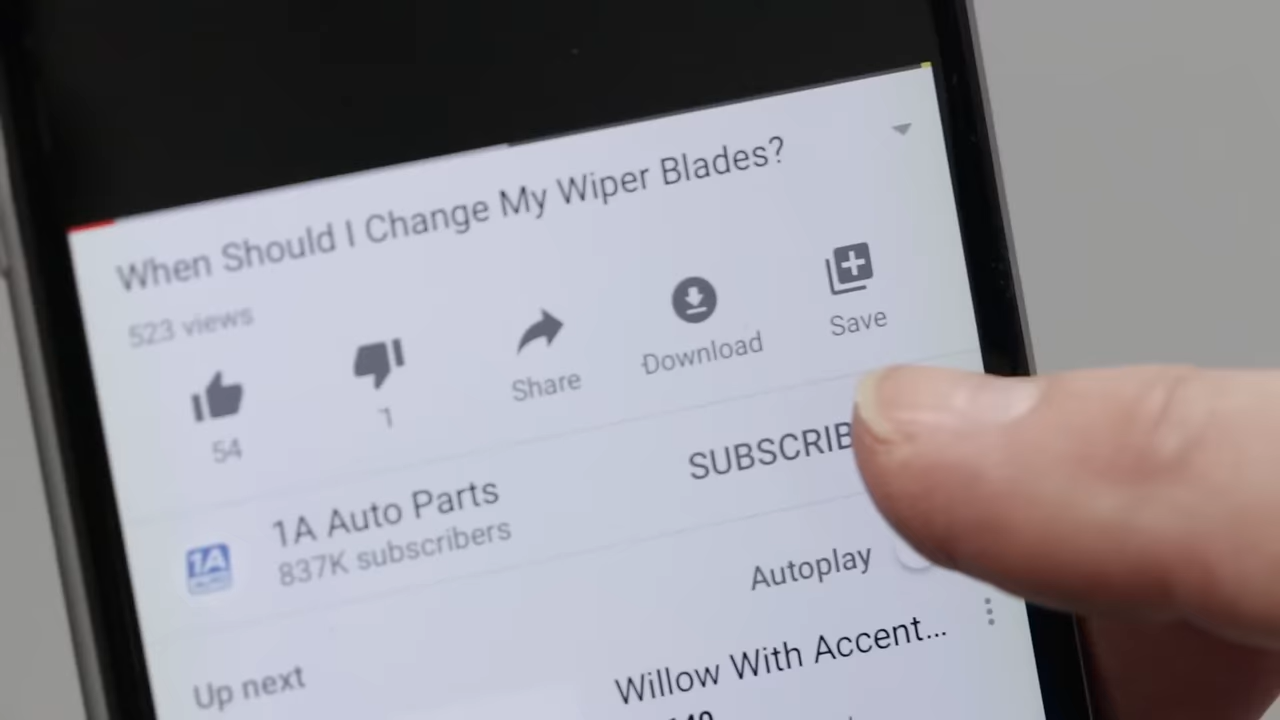 When Should I Change My Wiper Blades?
523 views
54
1
Share
Download
Save
1A
1A Auto Parts
837K subscribers
SUBSCRIB
Autoplay
Up next
Willow With Accent...